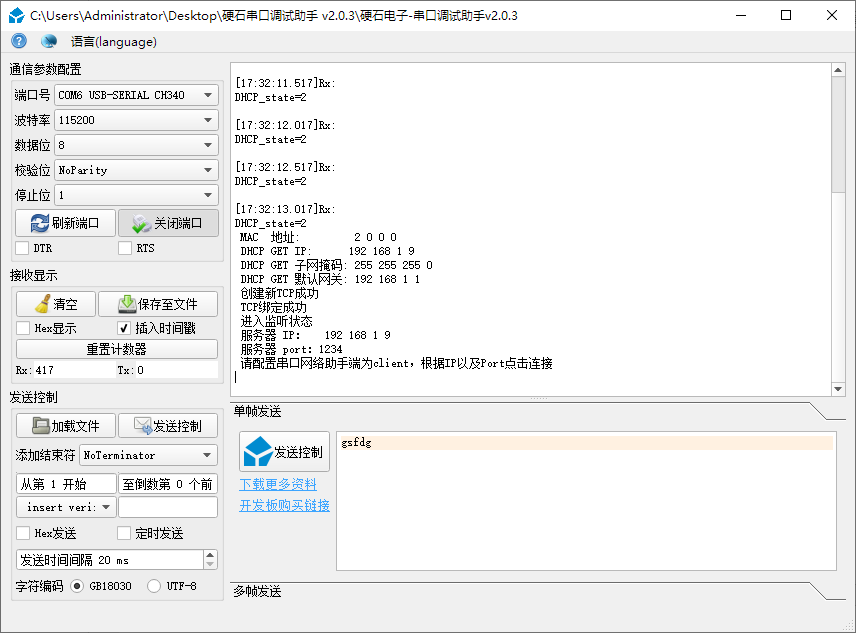 C:\Users\Administrator\Desktop\硬石串口调试助手 v2.0.3\硬石电子-串口调试助手v2.0.3
语言(language)
通信参数配置
端口号 COM6 USB-SERIAL CH340
波特率 115200
数据位 8
校验位 NoParity
停止位 1
刷新端口 关闭端口
DTR RTS
接收显示
清空 保存至文件
Hex显示 插入时间戳
重置计数器
Rx: 417 Tx: 0
发送控制
加载文件 发送控制
添加结束符 NoTerminator
从第 1 开始 至倒数第 0 个前
insert veri:
Hex发送 定时发送
发送时间间隔 20 ms
字符编码 GB18030 UTF-8
[17:32:11.517]Rx:
DHCP_state=2
[17:32:12.017]Rx:
DHCP_state=2
[17:32:12.517]Rx:
DHCP_state=2
[17:32:13.017]Rx:
DHCP_state=2
MAC 地址: 2 0 0 0
DHCP GET IP: 192 168 1 9
DHCP GET 子网掩码: 255 255 255 0
DHCP GET 默认网关: 192 168 1 1
创建新TCP成功
TCP绑定成功
进入监听状态
服务器 IP: 192 168 1 9
服务器 port: 1234
请配置串口网络助手端为client，根据IP以及Port点击连接
单帧发送
发送控制
gsfdg
下载更多资料
开发板购买链接
多帧发送